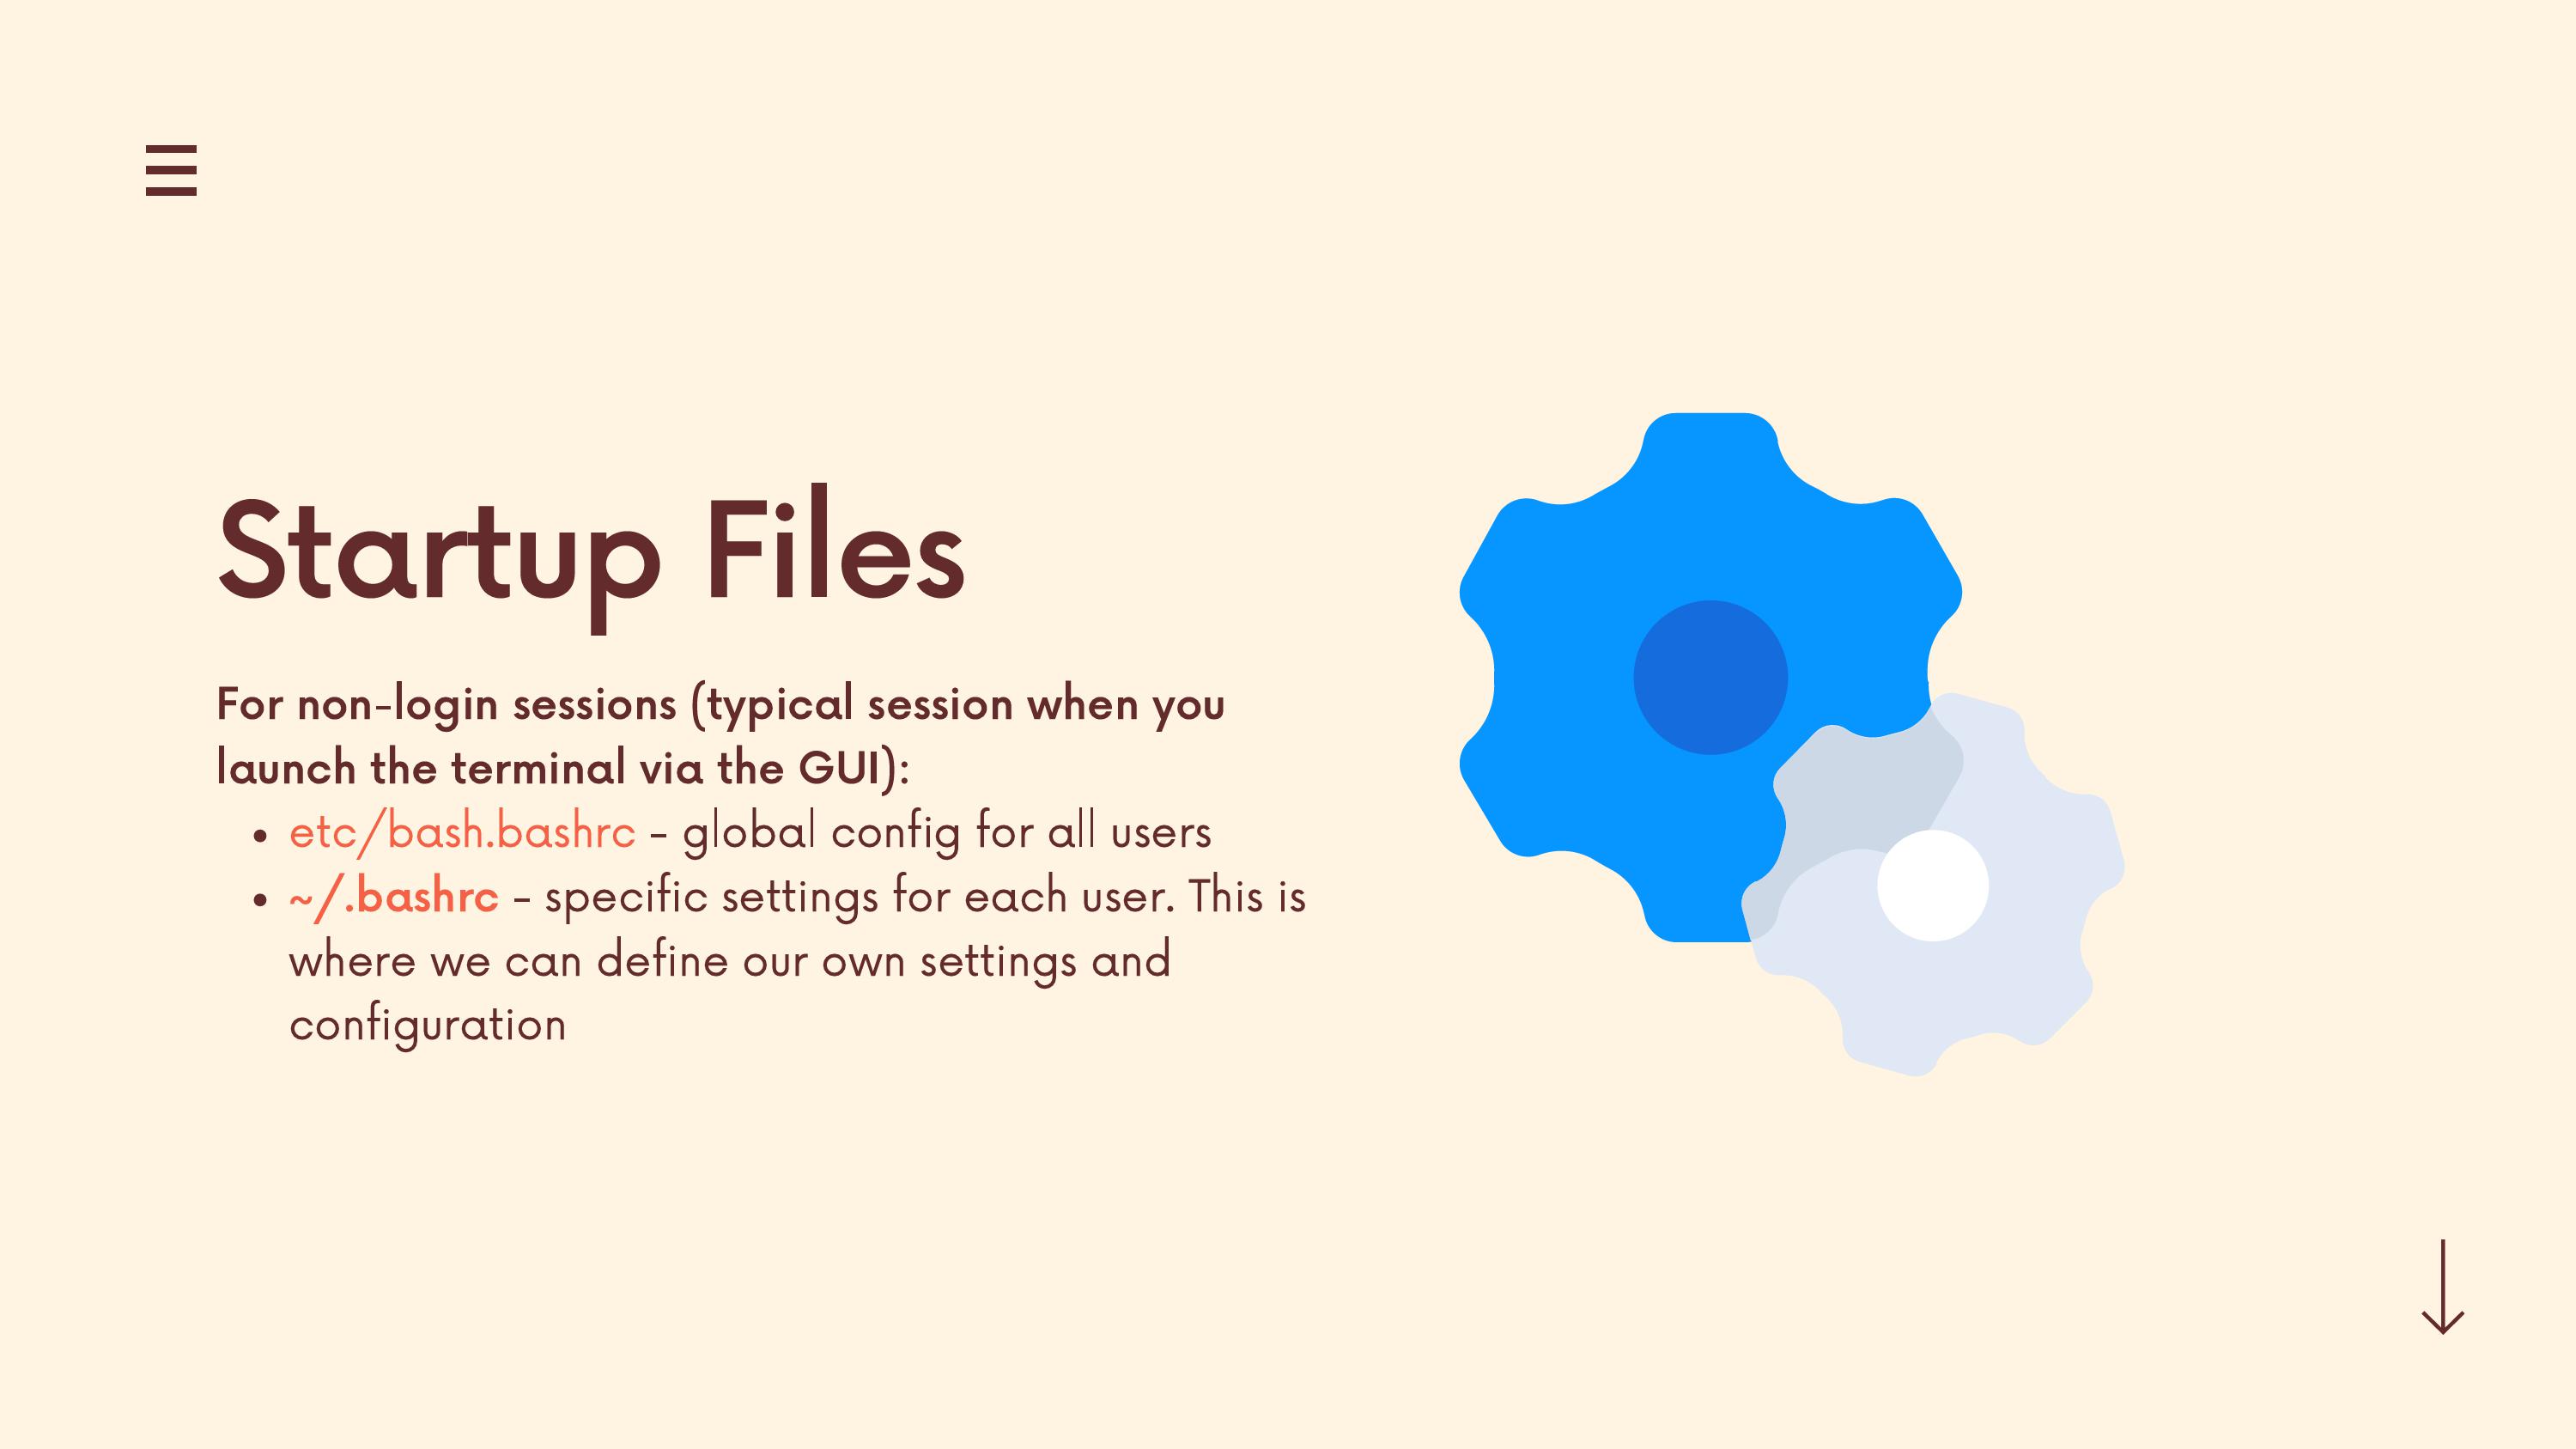 Startup Files
For non-login sessions (typical session when you
launch the terminal via the GUI):
• etc/bash.bashrc - global config for all users
• ~/.bashrc - specific settings for each user. This is
where we can define our own settings and
configuration